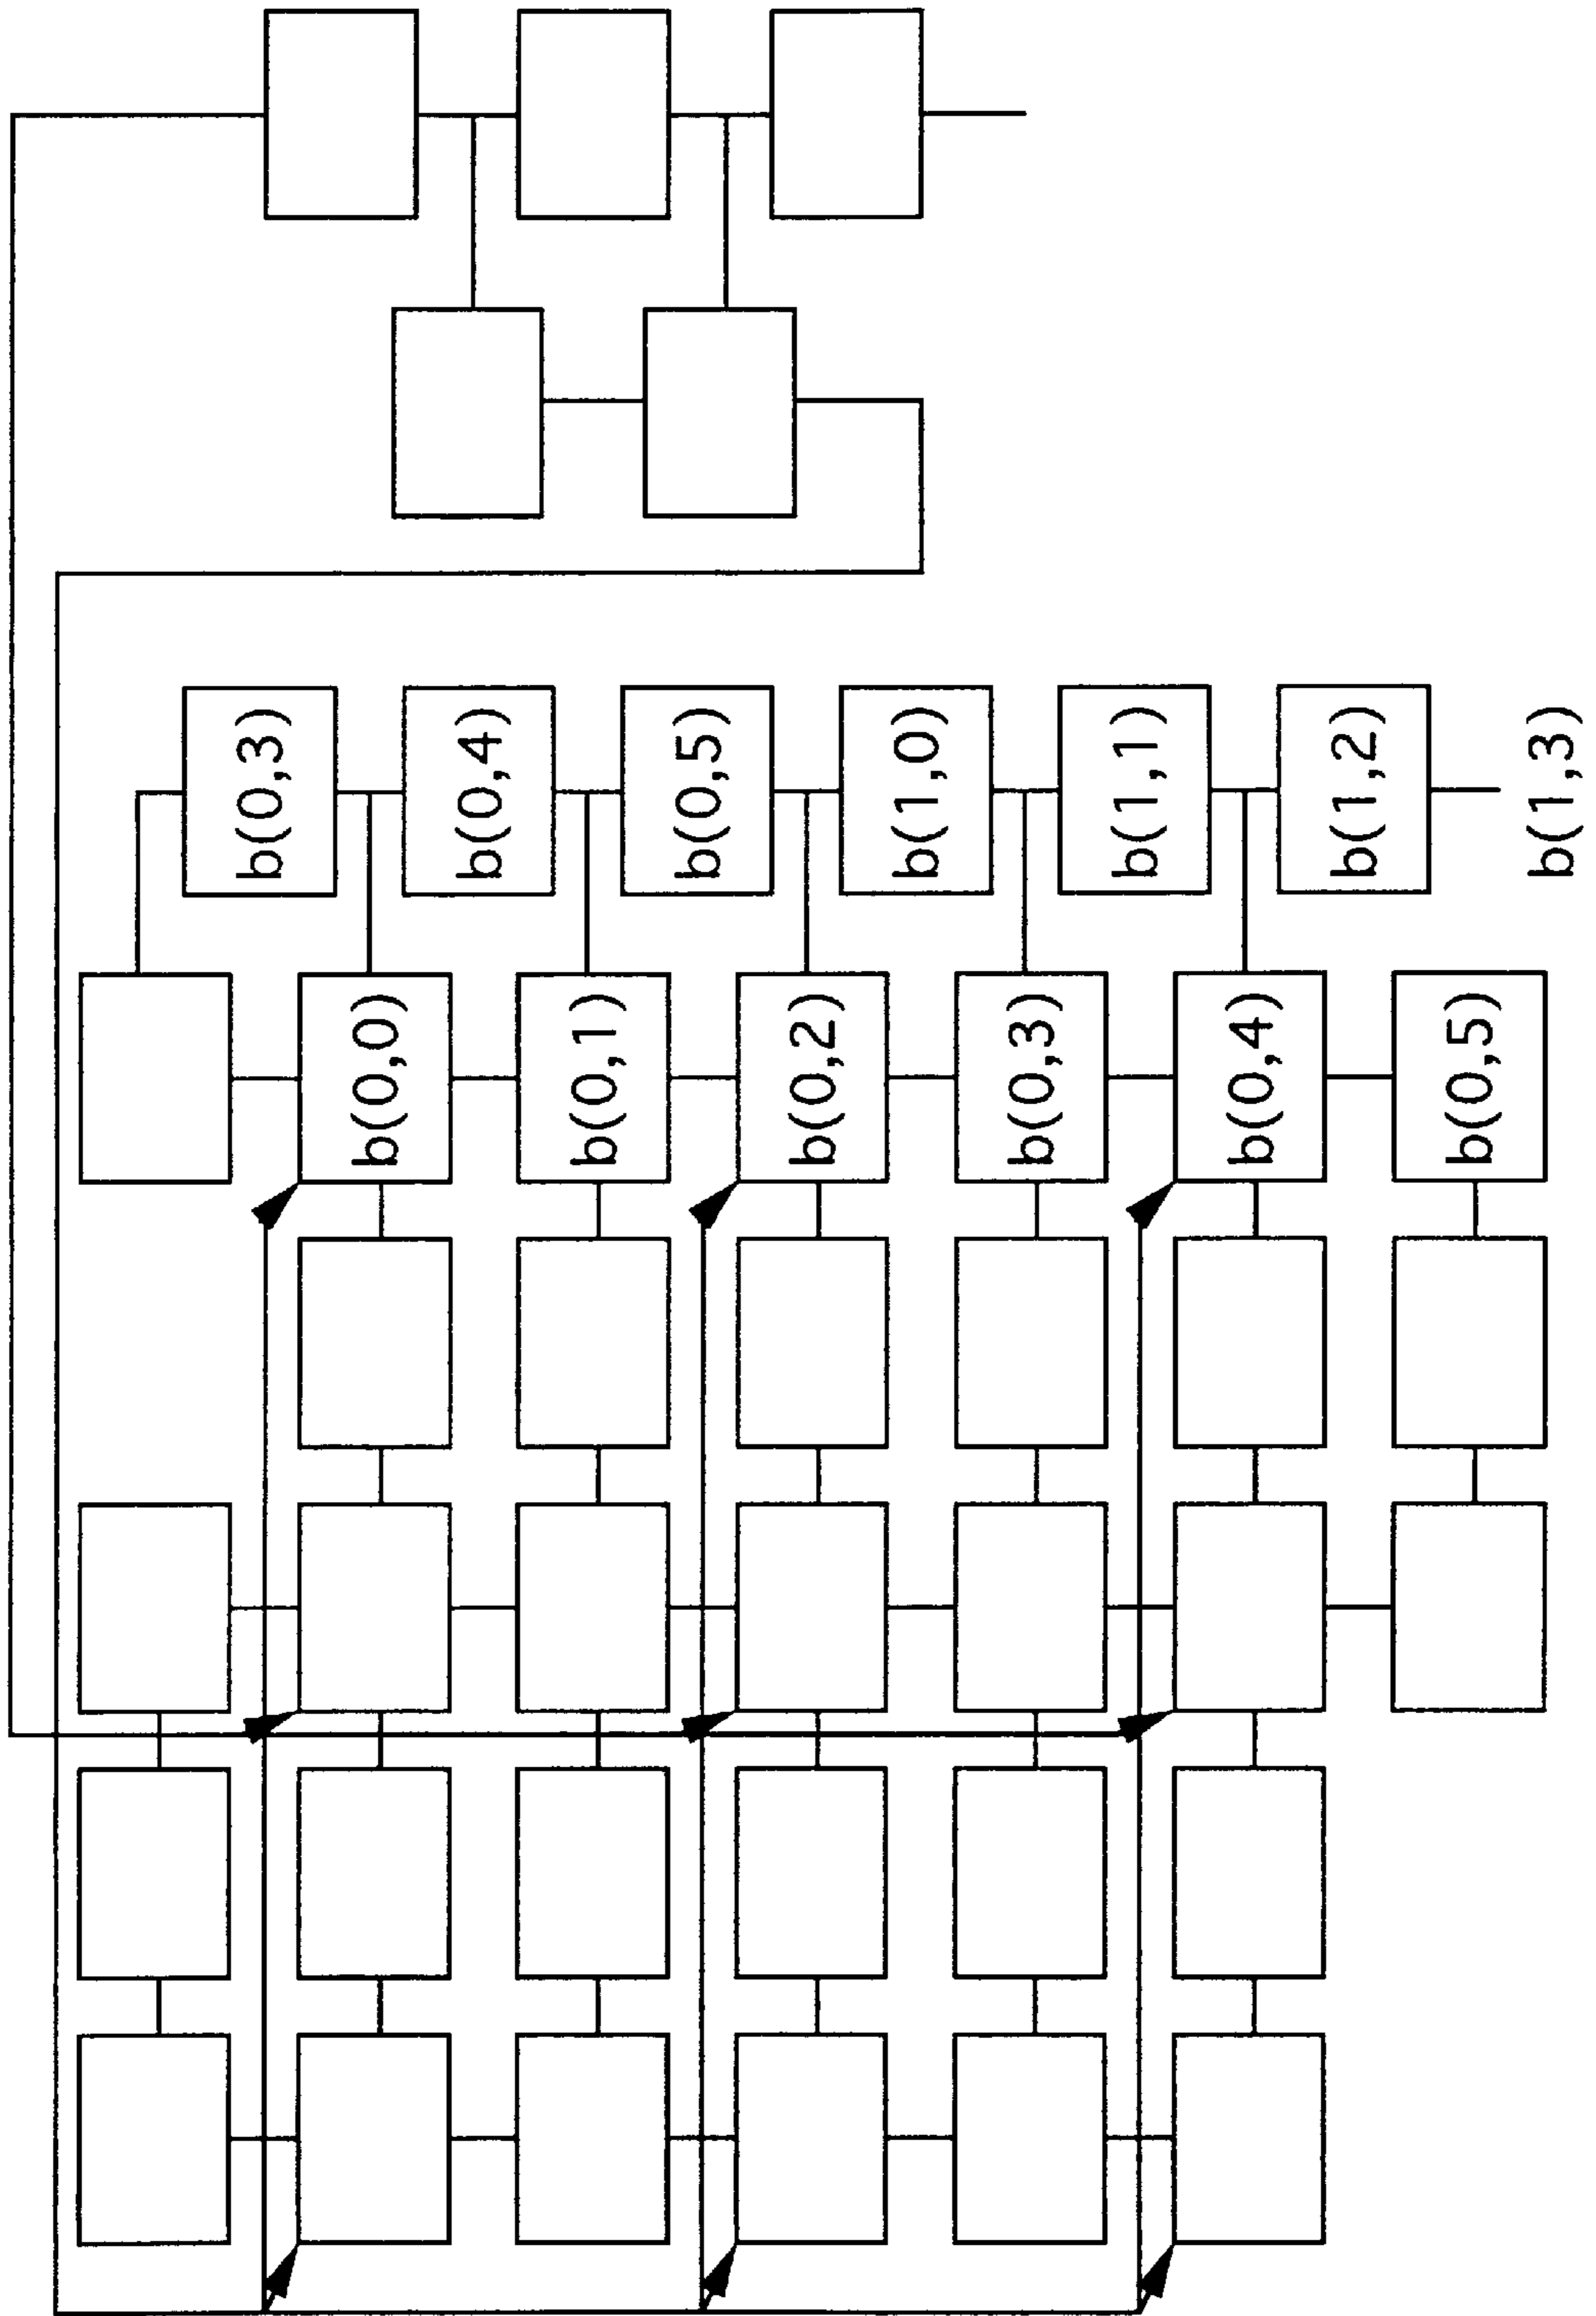 b(0,3)
b(0,4)
b(0,5)
b(1,0)
b(1,1)
b(1,2)
b(1,3)
b(0,0)
b(0,1)
b(0,2)
b(0,3)
b(0,4)
b(0,5)